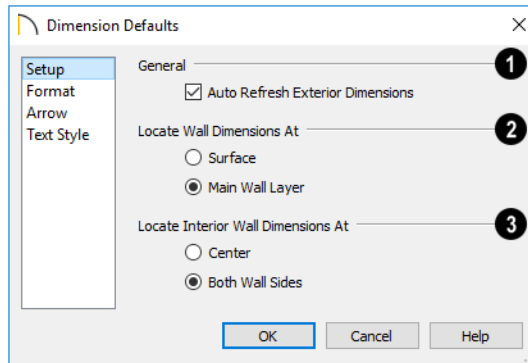 Dimension Defaults
Setup
Format
Arrow
Text Style
General
1
Auto Refresh Exterior Dimensions
Locate Wall Dimensions At
2
Surface
Main Wall Layer
Locate Interior Wall Dimensions At
3
Center
Both Wall Sides
OK
Cancel
Help